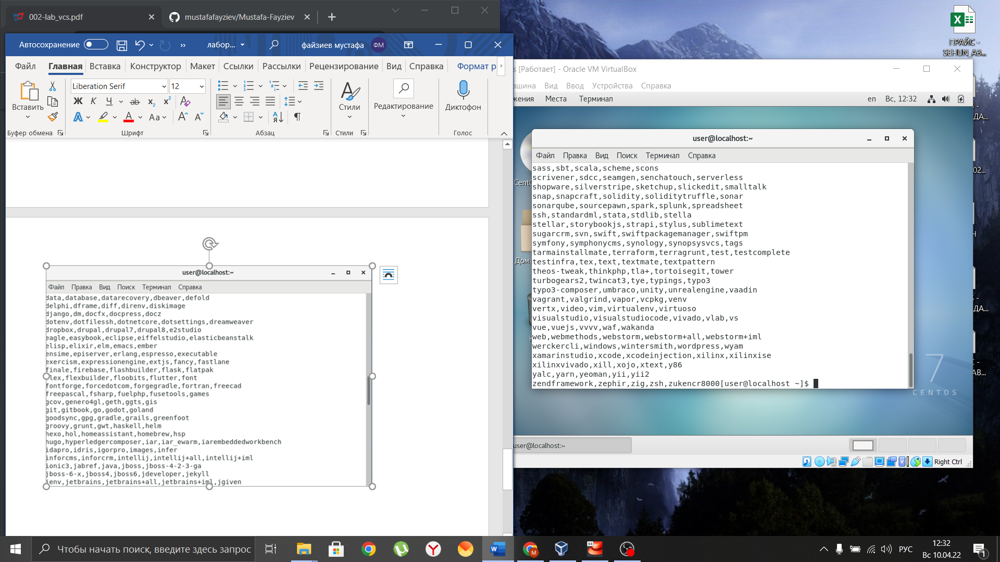 002-lab_vcs.pdf
mustafafayziev/Mustafa-Fayziev
Автосохранение
лабор...
файзиев мустафа
ФМ
Файл Главная Вставка Конструктор Макет Ссылки Рассылки Рецензирование Вид Справка Формат р
Liberation Serif 12
Вставить
Ж К Ч ab x₂ x²
Стили
Редактирование
Диктофон
Буфер обмена Шрифт Абзац Стили Голос
user@localhost:~
Файл Правка Вид Поиск Терминал Справка
data,database,datarecovery,dbeaver,defold
delphi,dframe,diff,direnv,diskimage
django,dm,docfx,docpress,docz
dotenv,dotfilessh,dotnetcore,dotsettings,dreamweaver
dropbox,drupal,drupal7,drupal8,e2studio
eagle,easybook,eclipse,eiffelstudio,elasticbeanstalk
elisp,elixir,elm,emacs,ember
ensime,episerver,erlang,espresso,executable
exercism,expressionengine,extjs,fancy,fastlane
finale,firebase,flashbuilder,flask,flatpak
flex,flexbuilder,floobits,flutter,font
fontforge,forcedotcom,forgegradle,fortran,freecad
freepascal,fsharp,fuelphp,fusetools,games
gcov,genero4gl,geth,ggts,gis
git,gitbook,go,godot,goland
goodsync,gpg,gradle,grails,greenfoot
groovy,grunt,gwt,haskell,helm
hexo,hol,homeassistant,homebrew,hsp
hugo,hyperledgercomposer,iar,iar_ewarm,iarembeddedworkbench
idapro,idris,igorpro,images,infer
inforcms,inforcrm,intellij,intellij+all,intellij+iml
ionic3,jabref,java,jboss,jboss-4-2-3-ga
jboss-6-x,jboss4,jboss6,jdeveloper,jekyll
jenv,jetbrains,jetbrains+all,jetbrains+iml,jgiven
ПРАЙС -
SEHUN_AB...
s [Работает] - Oracle VM VirtualBox
ашина Вид Ввод Устройства Справка
жения Места Терминал
en Вс, 12:32
user@localhost:~
Файл Правка Вид Поиск Терминал Справка
sass,sbt,scala,scheme,scons
scrivener,sdcc,seamgen,senchatouch,serverless
shopware,silverstripe,sketchup,slickedit,smalltalk
snap,snapcraft,solidity,soliditytruffle,sonar
sonarqube,sourcepawn,spark,splunk,spreadsheet
ssh,standardml,stata,stdlib,stella
stellar,storybookjs,strapi,stylus,sublimetext
sugarcrm,svn,swift,swiftpackagemanager,swiftpm
symfony,symphonycms,synology,synopsysvcs,tags
tarmainstallmate,terraform,terragrunt,test,testcomplete
testinfra,tex,text,textmate,textpattern
theos-tweak,thinkphp,tla+,tortoisegit,tower
turbogears2,twincat3,tye,typings,typo3
typo3-composer,umbraco,unity,unrealengine,vaadin
vagrant,valgrind,vapor,vcpkg,venv
vertx,video,vim,virtualenv,virtuoso
visualstudio,visualstudiocode,vivado,vlab,vs
vue,vuejs,vvvv,waf,wakanda
web,webmethods,webstorm,webstorm+all,webstorm+iml
werckercli,windows,wintersmith,wordpress,wyam
xamarinstudio,xcode,xcodeinjection,xilinx,xilinxise
xilinxvivado,xill,xojo,xtext,y86
yalc,yarn,yeoman,yii,yii2
zendframework,zephir,zig,zsh,zukencr8000[user@localhost ~]$
7
CENTOS
user@localhost:~
Right Ctrl
Чтобы начать поиск, введите здесь запрос
РУС
12:32
Вс 10.04.22
1